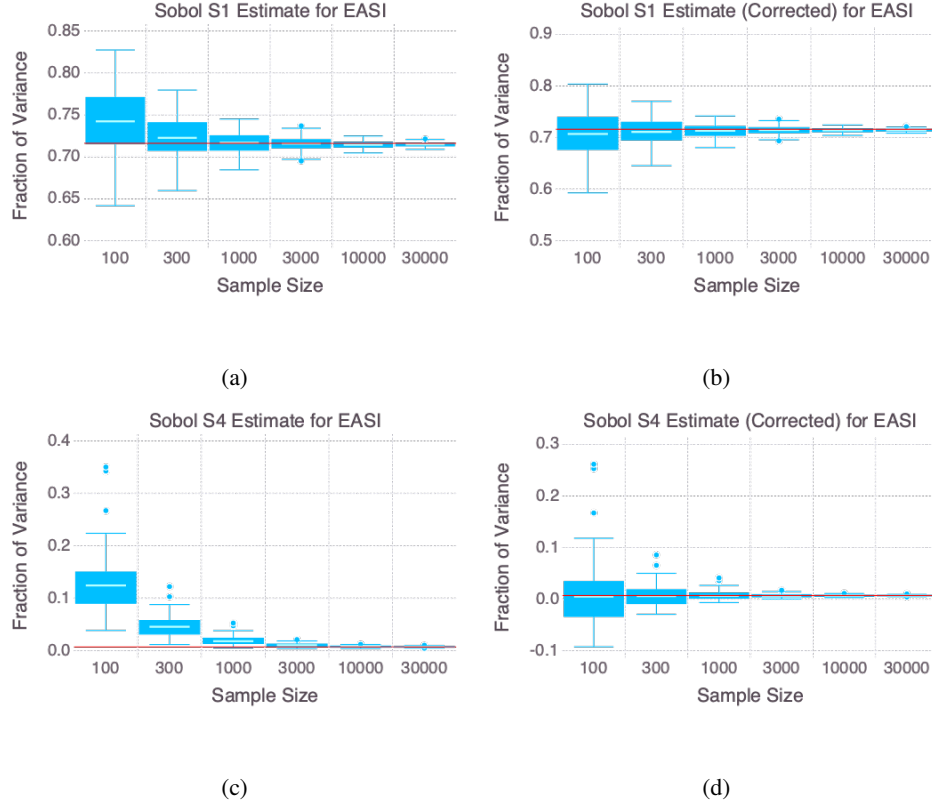 Sobol S1 Estimate for EASI
Fraction of Variance
0.85
0.80
0.75
0.70
0.65
0.60
100 300 1000 3000 10000 30000
Sample Size
(a)
Sobol S1 Estimate (Corrected) for EASI
Fraction of Variance
0.9
0.8
0.7
0.6
0.5
100 300 1000 3000 10000 30000
Sample Size
(b)
Sobol S4 Estimate for EASI
Fraction of Variance
0.4
0.3
0.2
0.1
0.0
100 300 1000 3000 10000 30000
Sample Size
(c)
Sobol S4 Estimate (Corrected) for EASI
Fraction of Variance
0.3
0.2
0.1
0.0
-0.1
100 300 1000 3000 10000 30000
Sample Size
(d)